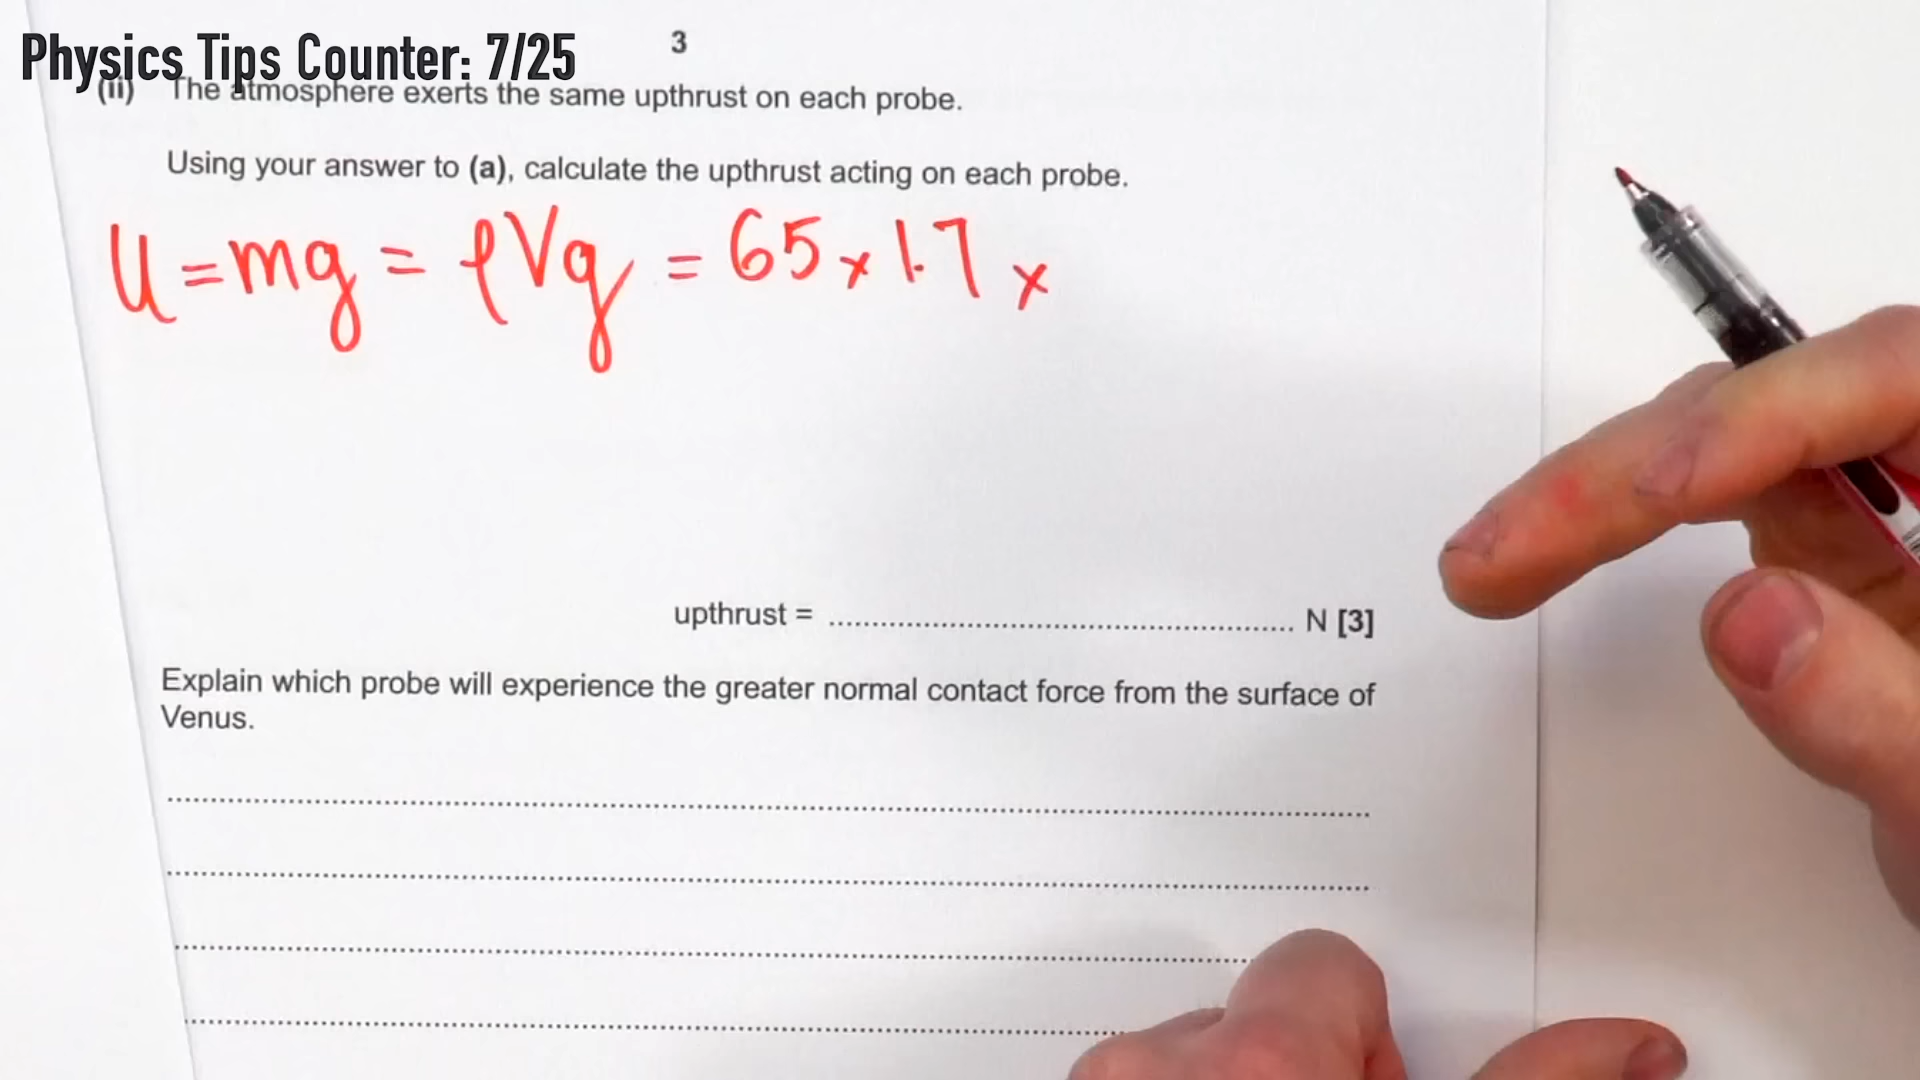 Physics Tips Counter: 7/25
3
(ii) The atmosphere exerts the same upthrust on each probe.
Using your answer to (a), calculate the upthrust acting on each probe.
U = mg = ρVg = 65 × 1.7 ×
upthrust = ........................................................ N [3]
Explain which probe will experience the greater normal contact force from the surface of
Venus.